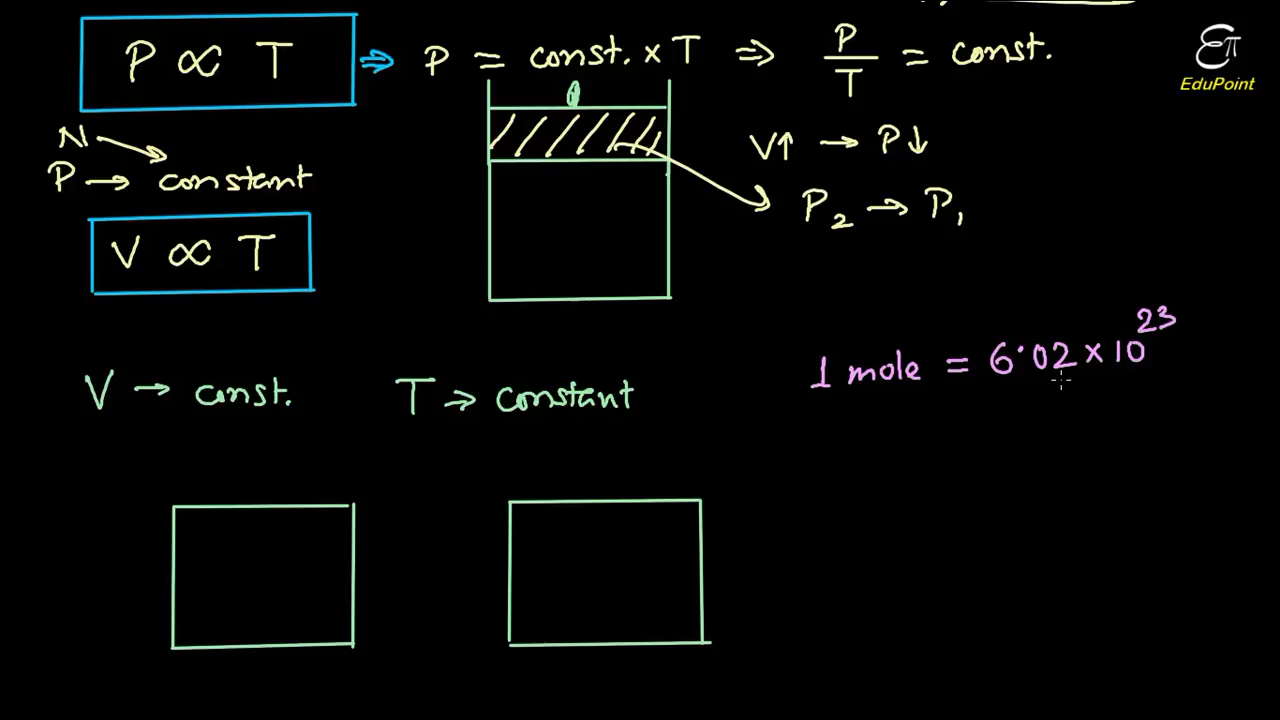 P ∝ T ⇒ P = const. × T ⇒ P/T = const.
EduPoint
N
P → constant
V↑ → P↓
P₂ → P₁
V ∝ T
1 mole = 6.02 × 10²³
V → const. T → constant